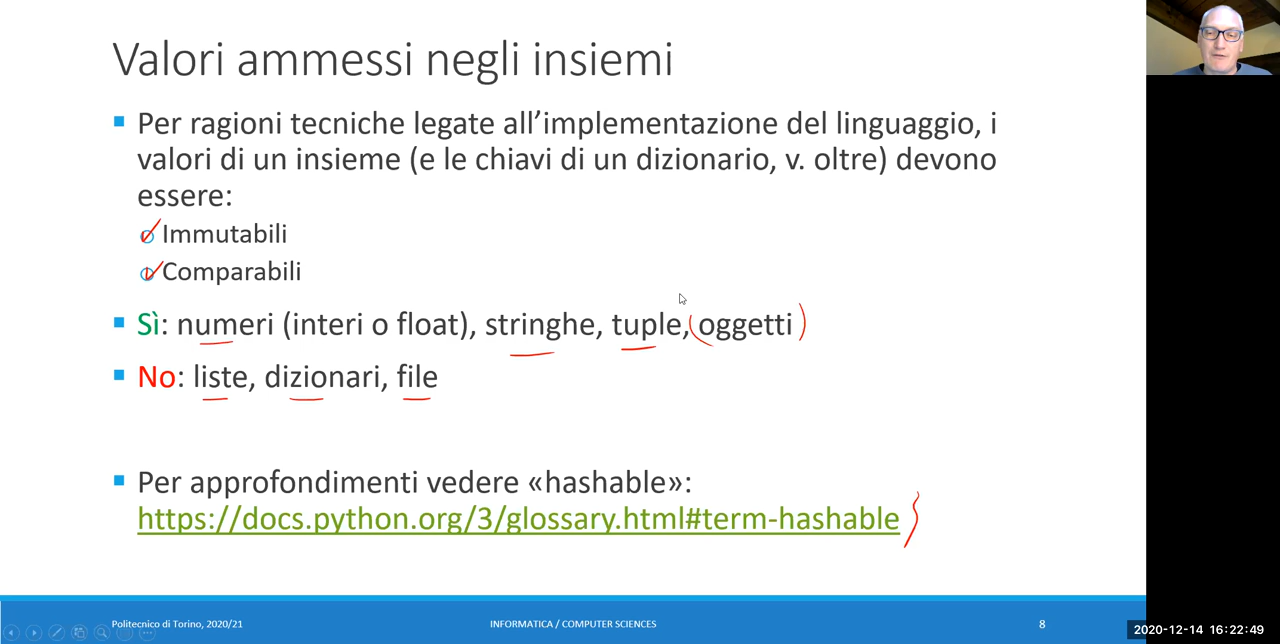 Valori ammessi negli insiemi
Per ragioni tecniche legate all’implementazione del linguaggio, i
valori di un insieme (e le chiavi di un dizionario, v. oltre) devono
essere:
Immutabili
Comparabili
Sì: numeri (interi o float), stringhe, tuple, oggetti
No: liste, dizionari, file
Per approfondimenti vedere «hashable»:
https://docs.python.org/3/glossary.html#term-hashable
Politecnico di Torino, 2020/21
INFORMATICA / COMPUTER SCIENCES
8
2020-12-14 16:22:49